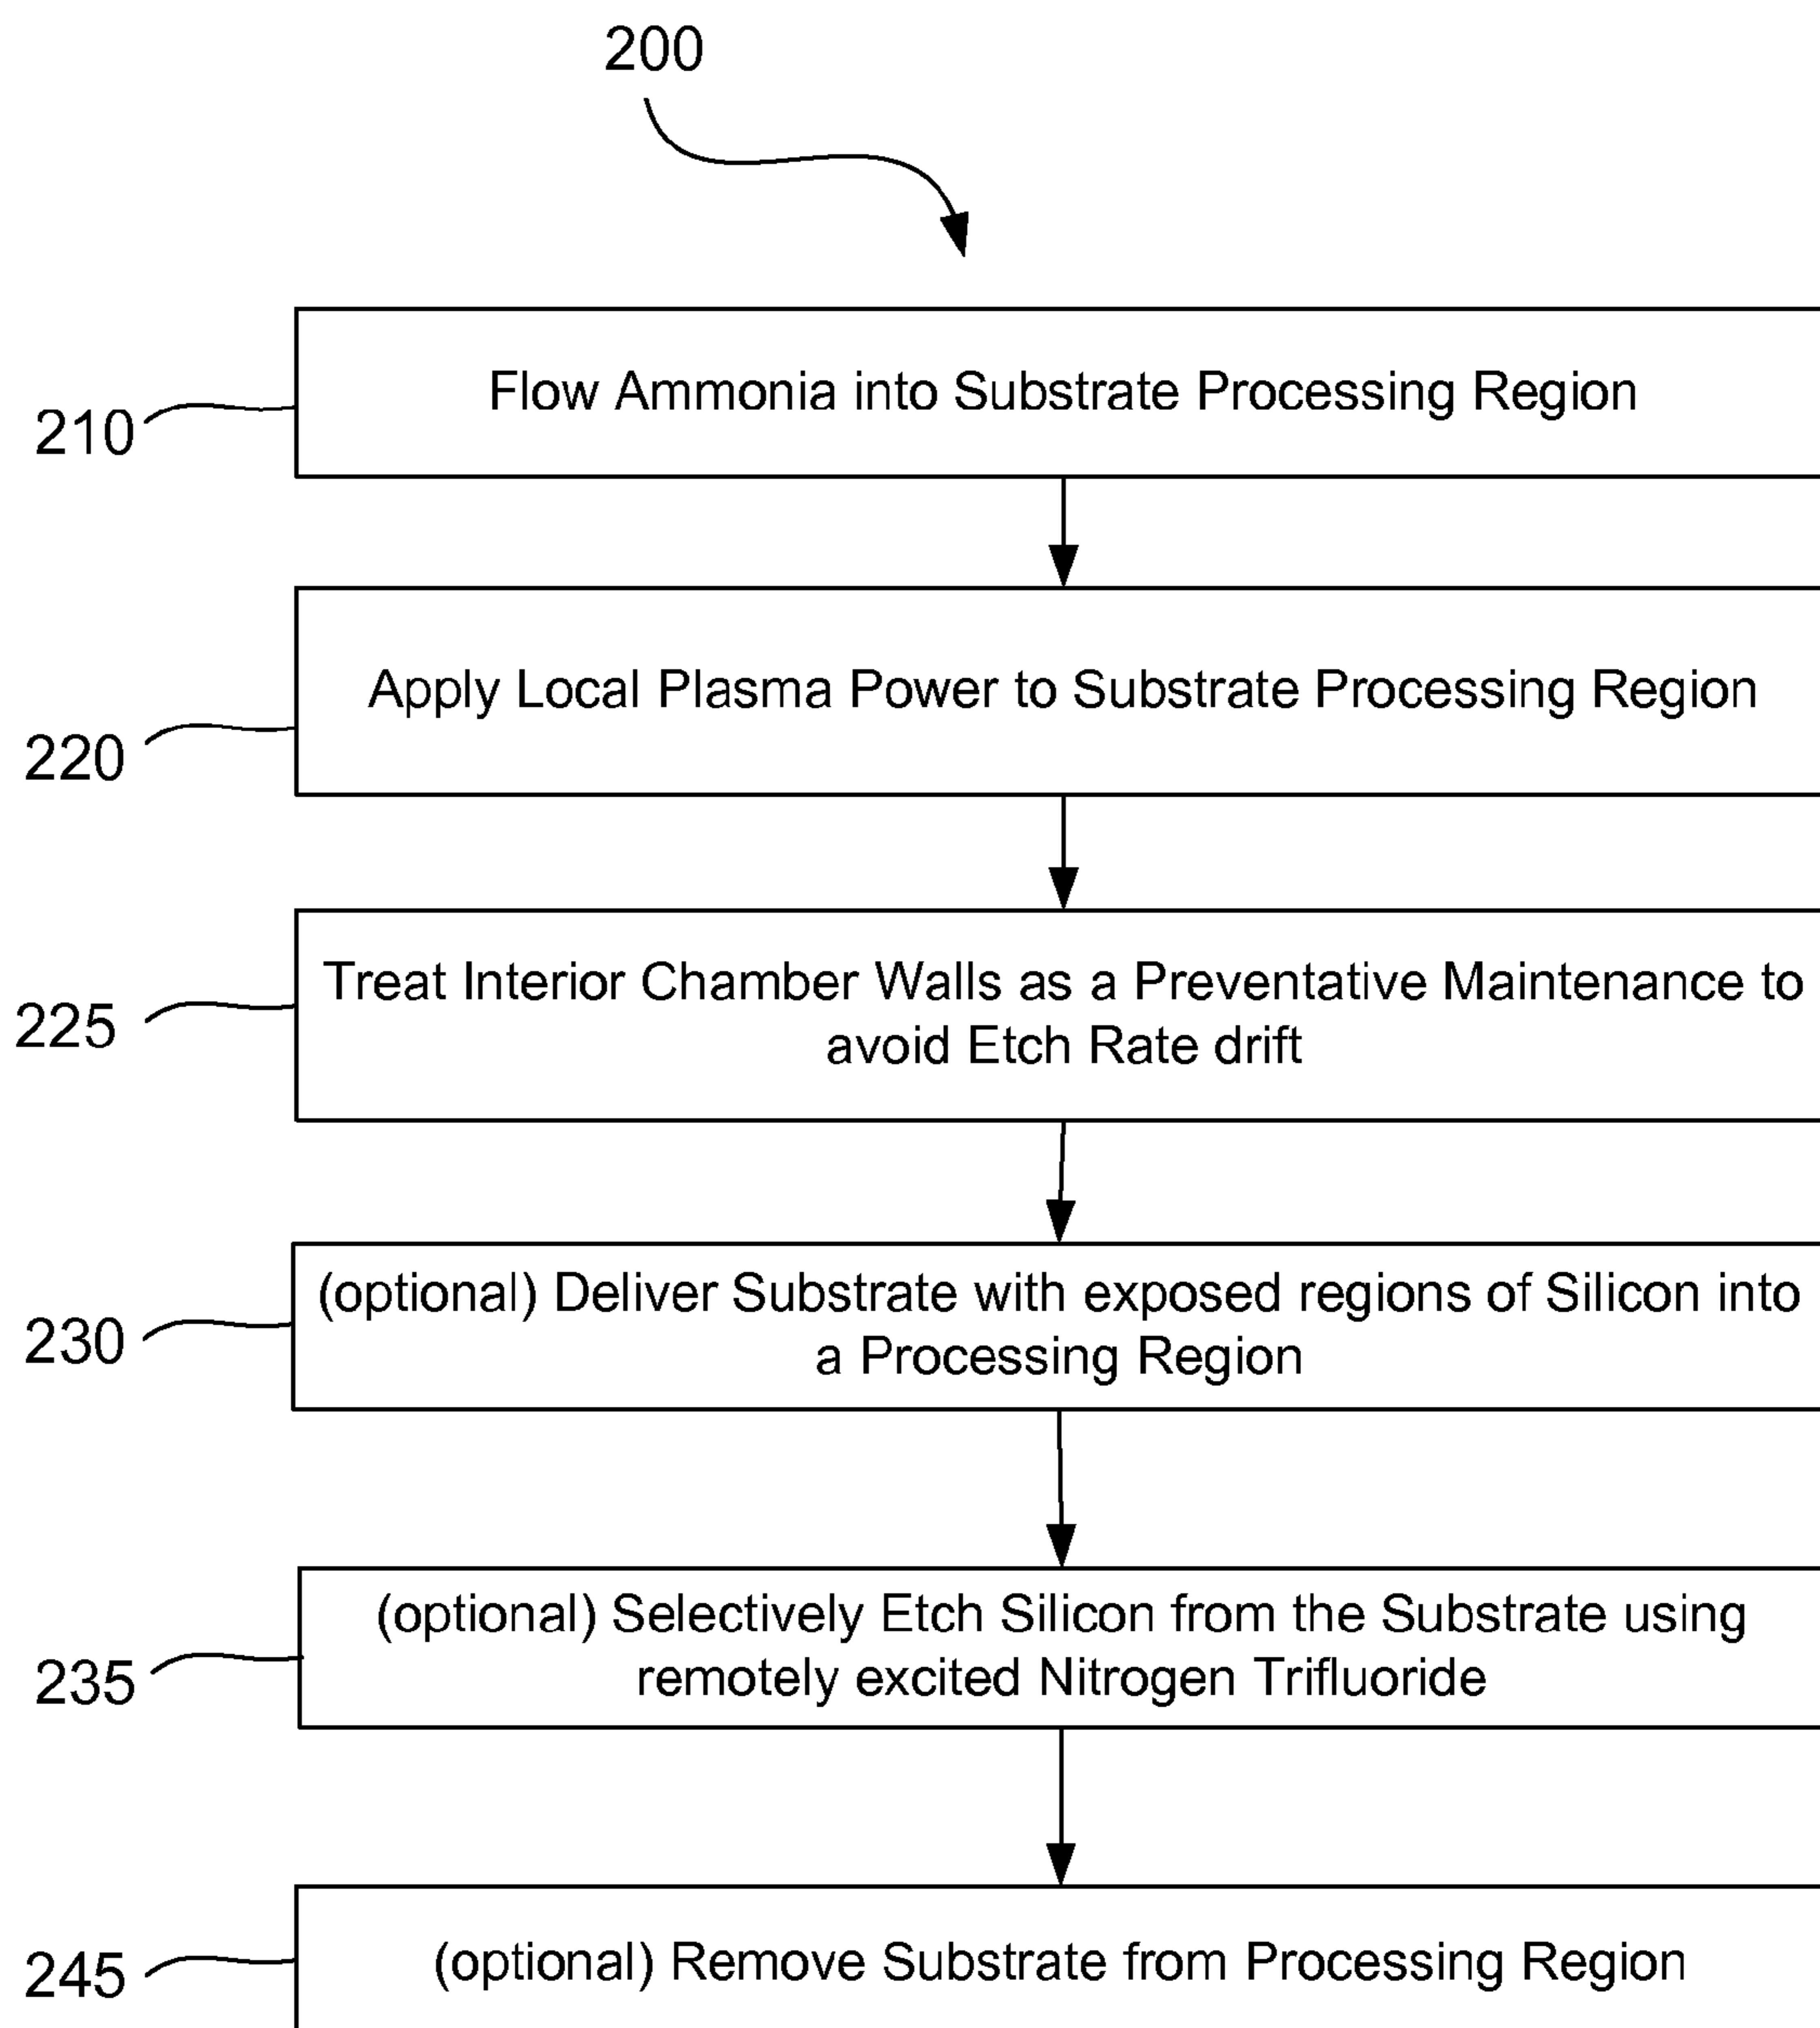 200
Flow Ammonia into Substrate Processing Region
210
Apply Local Plasma Power to Substrate Processing Region
220
Treat Interior Chamber Walls as a Preventative Maintenance to
avoid Etch Rate drift
225
(optional) Deliver Substrate with exposed regions of Silicon into
a Processing Region
230
(optional) Selectively Etch Silicon from the Substrate using
remotely excited Nitrogen Trifluoride
235
(optional) Remove Substrate from Processing Region
245